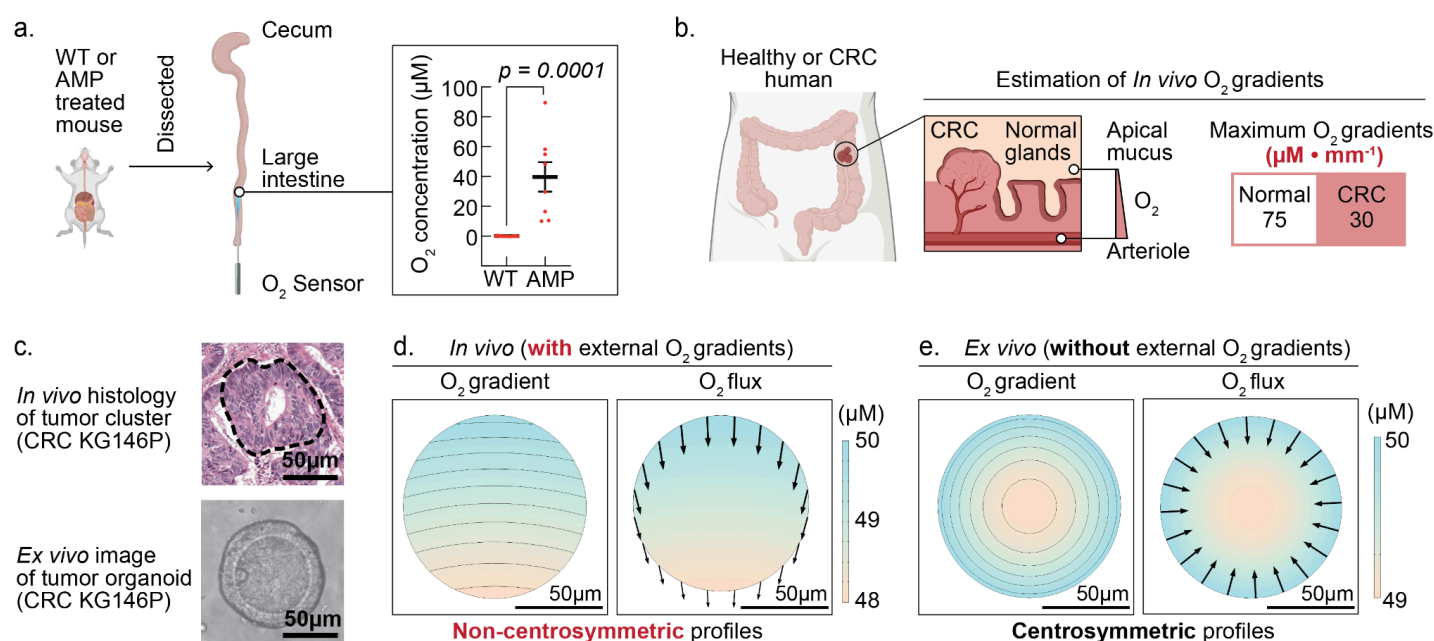 a.
WT or
AMP
treated
mouse
Dissected
Cecum
Large
intestine
O₂ Sensor
p = 0.0001
O₂ concentration (µM)
100
80
60
40
20
0
WT
AMP
b.
Healthy or CRC
human
Estimation of In vivo O₂ gradients
CRC
Normal
glands
Apical
mucus
O₂
Arteriole
Maximum O₂ gradients
(µM • mm⁻¹)
Normal
75
CRC
30
c.
In vivo histology
of tumor cluster
(CRC KG146P)
50µm
Ex vivo image
of tumor organoid
(CRC KG146P)
50µm
d.
In vivo (with external O₂ gradients)
O₂ gradient
O₂ flux
50µm
50µm
(µM)
50
49
48
Non-centrosymmetric profiles
e.
Ex vivo (without external O₂ gradients)
O₂ gradient
O₂ flux
50µm
50µm
(µM)
50
49
Centrosymmetric profiles